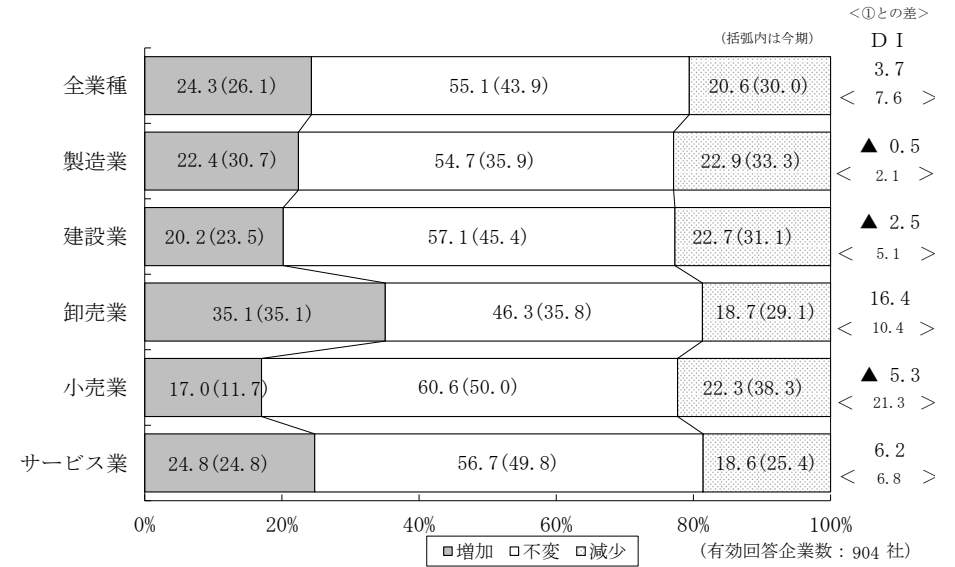 ＜①との差＞
（括弧内は今期） ＤＩ
全業種 24.3(26.1) 55.1(43.9) 20.6(30.0) 3.7
＜ 7.6 ＞
製造業 22.4(30.7) 54.7(35.9) 22.9(33.3) ▲ 0.5
＜ 2.1 ＞
建設業 20.2(23.5) 57.1(45.4) 22.7(31.1) ▲ 2.5
＜ 5.1 ＞
卸売業 35.1(35.1) 46.3(35.8) 18.7(29.1) 16.4
＜ 10.4 ＞
小売業 17.0(11.7) 60.6(50.0) 22.3(38.3) ▲ 5.3
＜ 21.3 ＞
サービス業 24.8(24.8) 56.7(49.8) 18.6(25.4) 6.2
＜ 6.8 ＞
0% 20% 40% 60% 80% 100%
増加 不変 減少 （有効回答企業数：904 社）